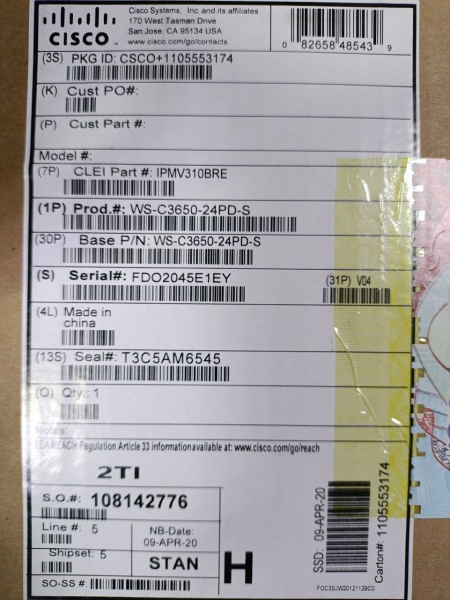 Cisco Systems, Inc. and its affiliates
170 West Tasman Drive
San Jose, CA 95134 USA
www.cisco.com/go/contacts
CISCO
0 82658 48543 9
(3S) PKG ID: CSCO+1105553174
(K) Cust PO#:
(P) Cust Part #:
Model #:
(7P) CLEI Part #: IPMV310BRE
(1P) Prod.#: WS-C3650-24PD-S
(30P) Base P/N: WS-C3650-24PD-S
(S) Serial#: FDO2045E1EY
(31P) V04
(4L) Made in
china
(13S) Seal#: T3C5AM6545
(Q) Qty.: 1
Notes:
EEA REACH Regulation Article 33 information available at: www.cisco.com/go/reach
2TI
S.O.#: 108142776
Line #: 5
NB-Date:
09-APR-20
Shipset: 5
STAN
SO-SS #:
H
SSD: 09-APR-20
Carton#: 1105553174